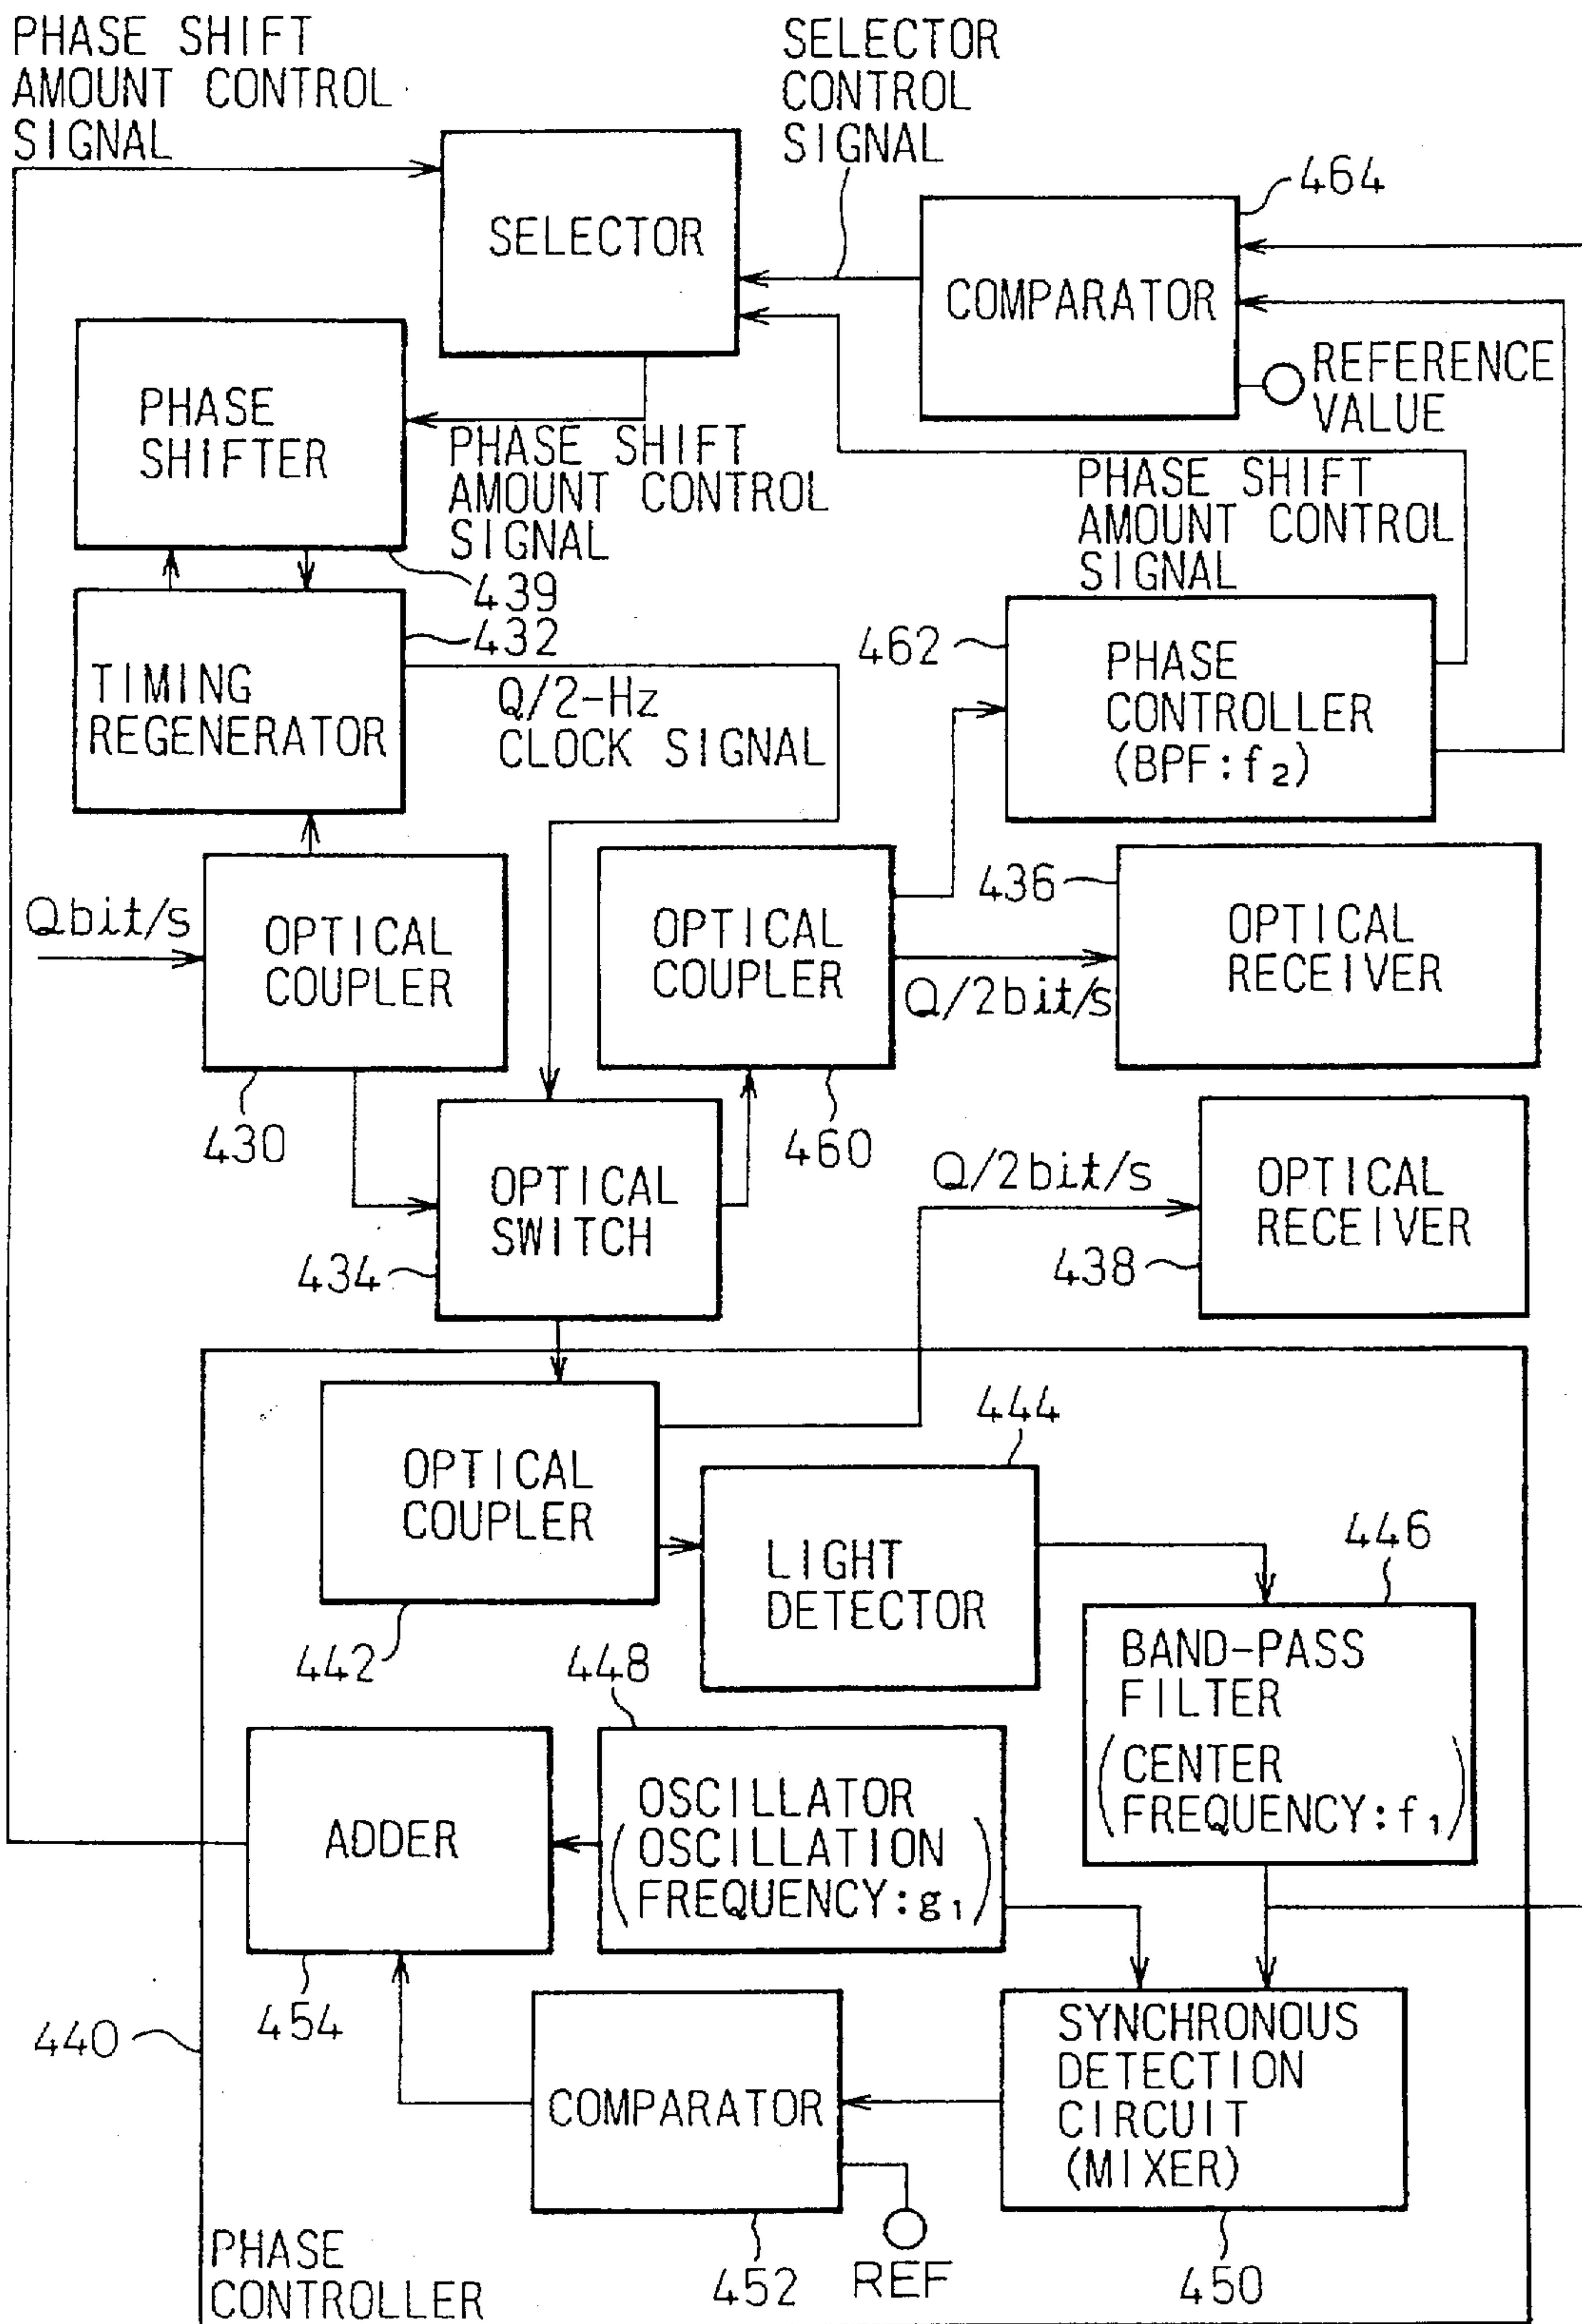 PHASE SHIFT
AMOUNT CONTROL
SIGNAL
SELECTOR
CONTROL
SIGNAL
464
SELECTOR
COMPARATOR
REFERENCE
VALUE
PHASE
SHIFTER
PHASE SHIFT
AMOUNT CONTROL
SIGNAL
PHASE SHIFT
AMOUNT CONTROL
SIGNAL
439
432
462
TIMING
REGENERATOR
Q/2-Hz
CLOCK SIGNAL
PHASE
CONTROLLER
(BPF:f₂)
436
Qbit/s
OPTICAL
COUPLER
OPTICAL
COUPLER
OPTICAL
RECEIVER
Q/2bit/s
430
460
Q/2bit/s
OPTICAL
SWITCH
OPTICAL
RECEIVER
434
438
444
OPTICAL
COUPLER
446
LIGHT
DETECTOR
442
448
BAND-PASS
FILTER
(CENTER
FREQUENCY:f₁)
ADDER
OSCILLATOR
(OSCILLATION
FREQUENCY:g₁)
454
440
COMPARATOR
SYNCHRONOUS
DETECTION
CIRCUIT
(MIXER)
PHASE
CONTROLLER
452
REF
450